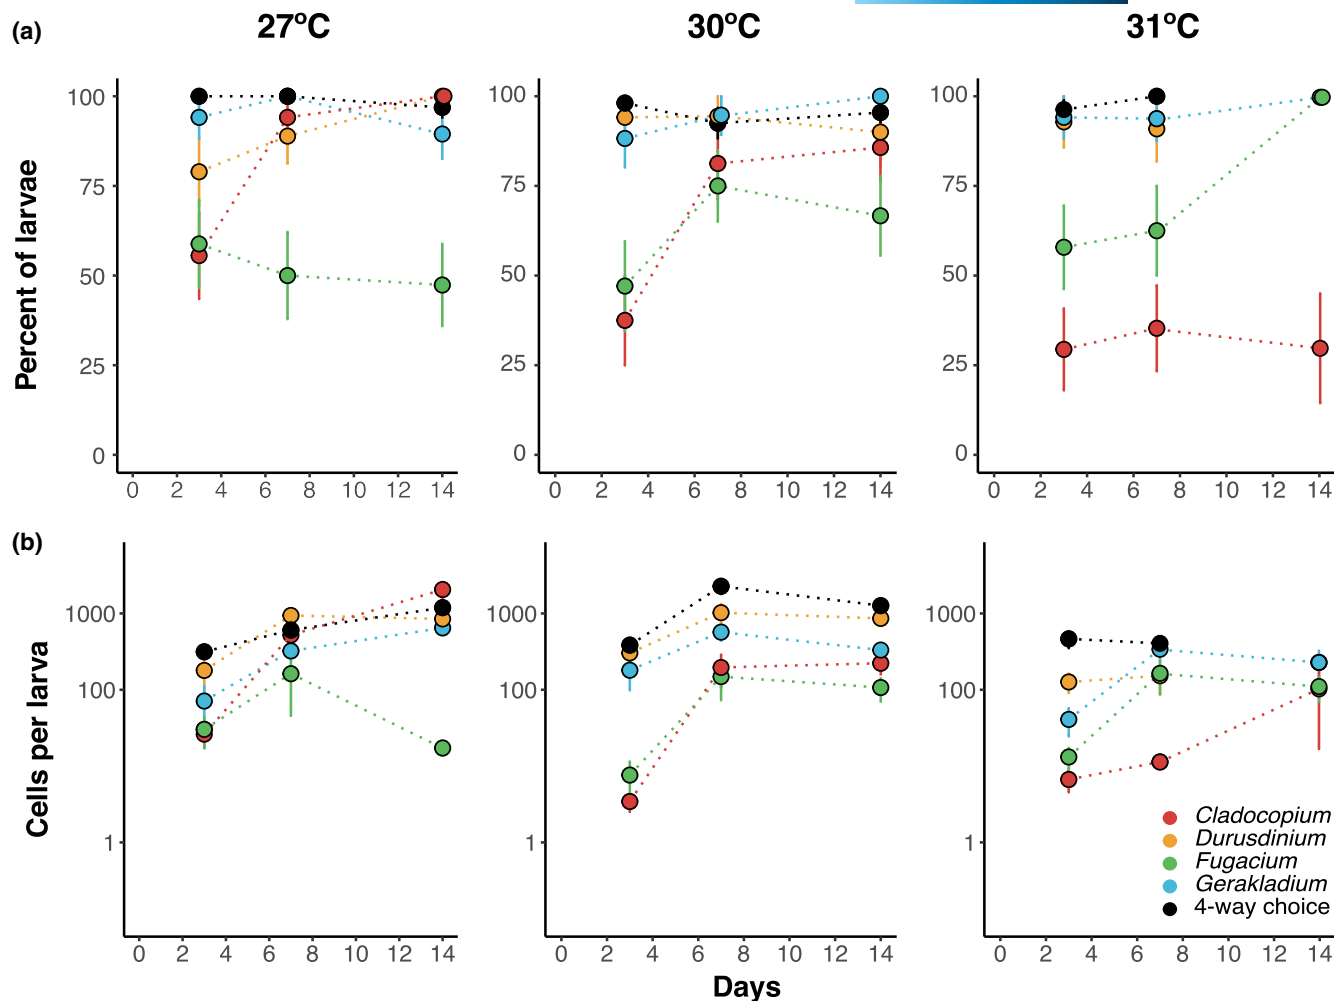 (a)
27°C
30°C
31°C
Percent of larvae
100
75
50
25
0
0 2 4 6 8 10 12 14
100
75
50
25
0
0 2 4 6 8 10 12 14
100
75
50
25
0
0 2 4 6 8 10 12 14
(b)
Cells per larva
1000
100
1
0 2 4 6 8 10 12 14
1000
100
1
0 2 4 6 8 10 12 14
1000
100
1
0 2 4 6 8 10 12 14
Cladocopium
Durusdinium
Fugacium
Gerakladium
4-way choice
Days